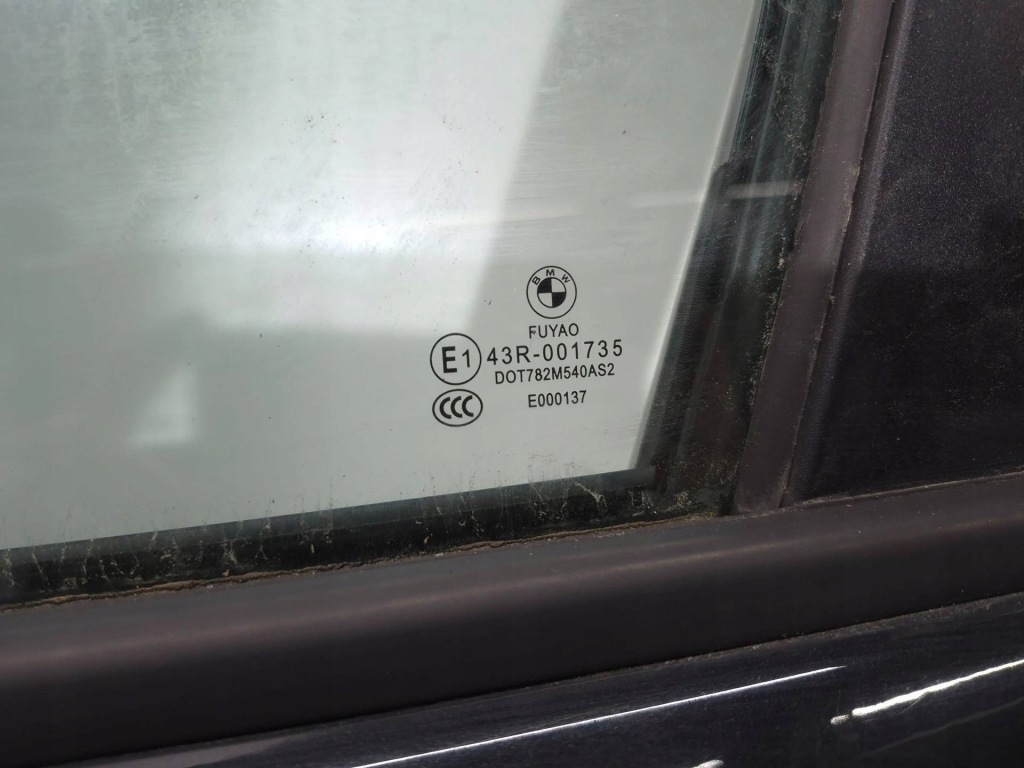 BMW
FUYAO
E1 43R-001735
DOT782M540AS2
CCC E000137